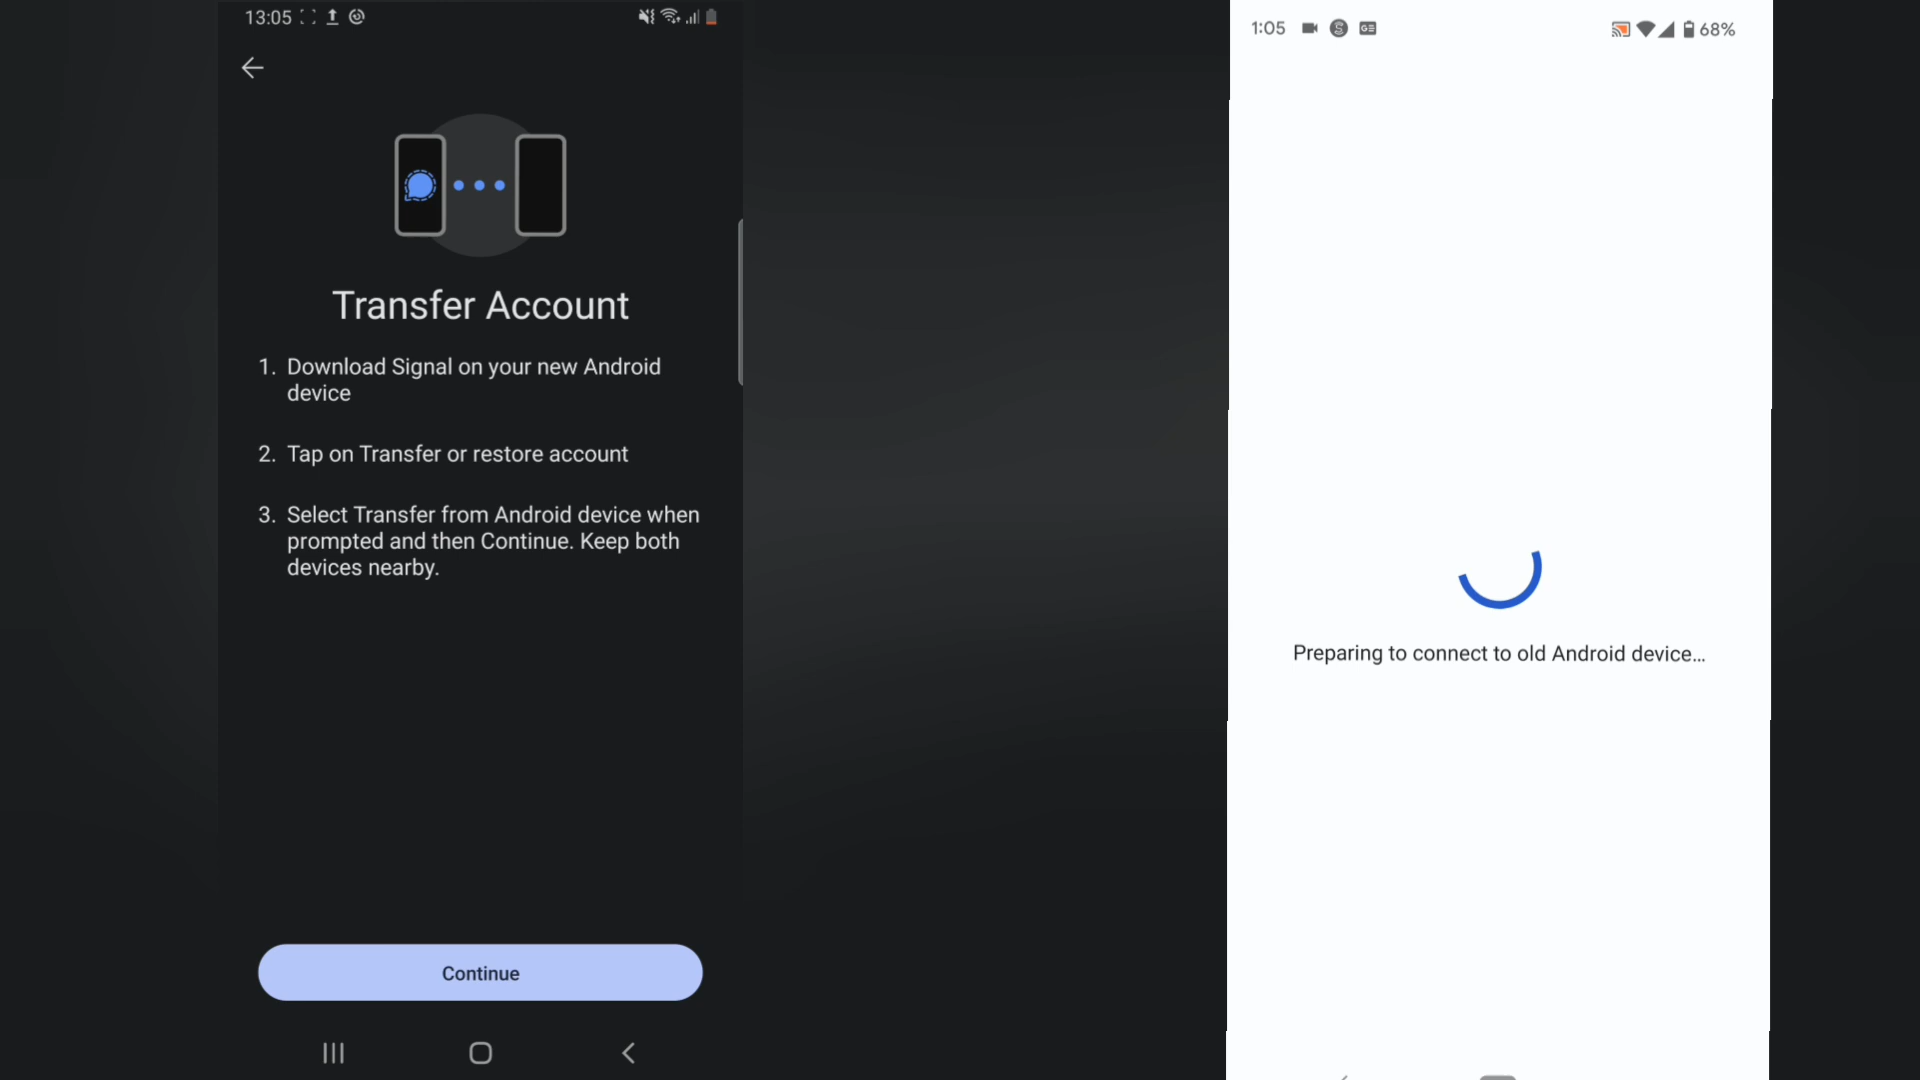 13:05
Transfer Account
1. Download Signal on your new Android
device
2. Tap on Transfer or restore account
3. Select Transfer from Android device when
prompted and then Continue. Keep both
devices nearby.
Continue
1:05
68%
Preparing to connect to old Android device...